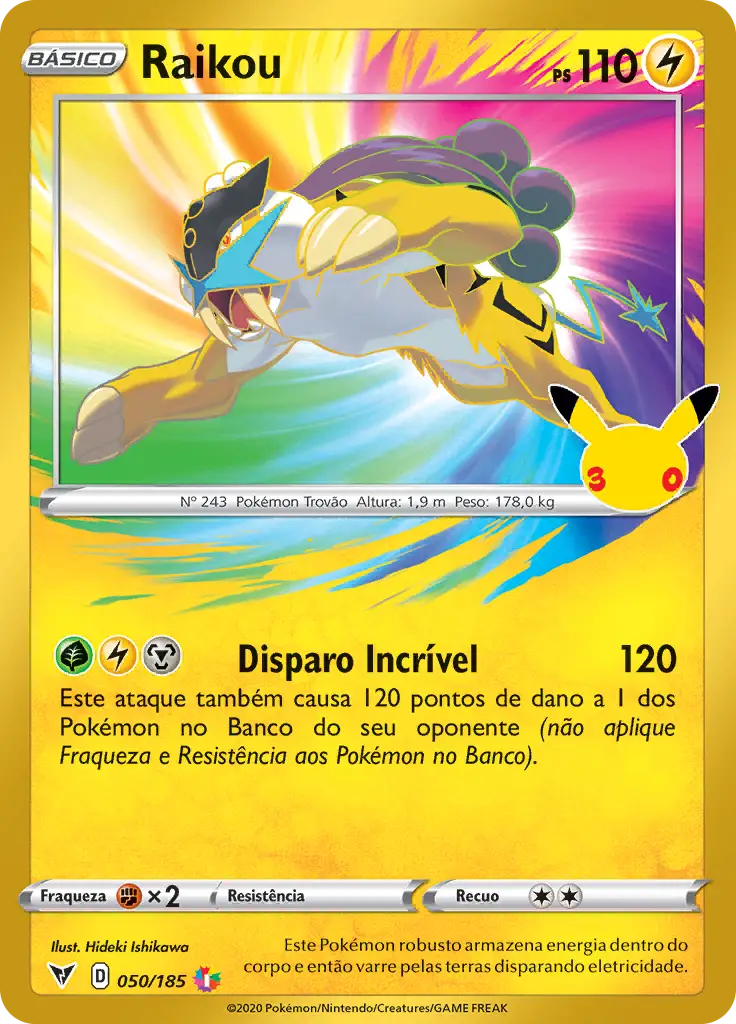 BÁSICO Raikou PS 110
30
Nº 243 Pokémon Trovão Altura: 1,9 m Peso: 178,0 kg
Disparo Incrível 120
Este ataque também causa 120 pontos de dano a 1 dos
Pokémon no Banco do seu oponente (não aplique
Fraqueza e Resistência aos Pokémon no Banco).
Fraqueza ×2 Resistência Recuo
Ilust. Hideki Ishikawa
Este Pokémon robusto armazena energia dentro do
corpo e então varre pelas terras disparando eletricidade.
D 050/185
©2020 Pokémon/Nintendo/Creatures/GAME FREAK